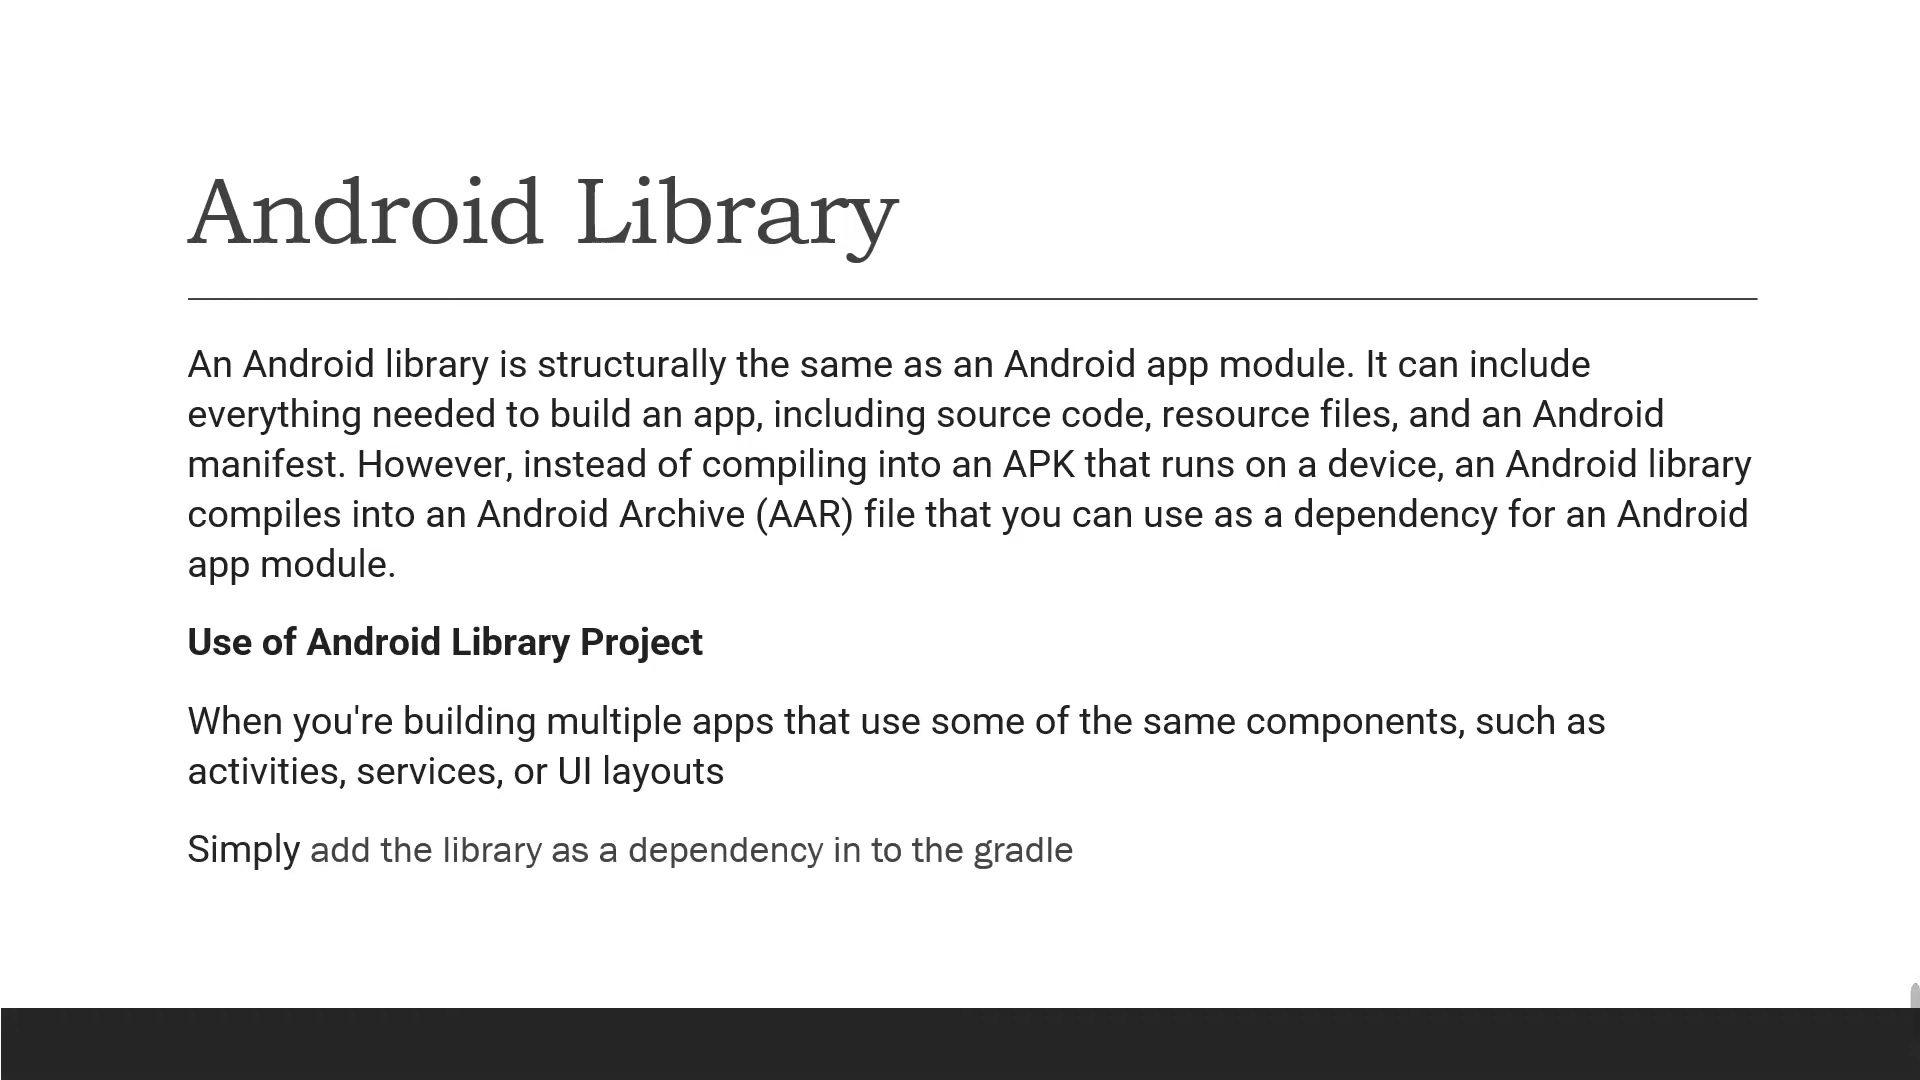 Android Library
An Android library is structurally the same as an Android app module. It can include
everything needed to build an app, including source code, resource files, and an Android
manifest. However, instead of compiling into an APK that runs on a device, an Android library
compiles into an Android Archive (AAR) file that you can use as a dependency for an Android
app module.
Use of Android Library Project
When you're building multiple apps that use some of the same components, such as
activities, services, or UI layouts
Simply add the library as a dependency in to the gradle